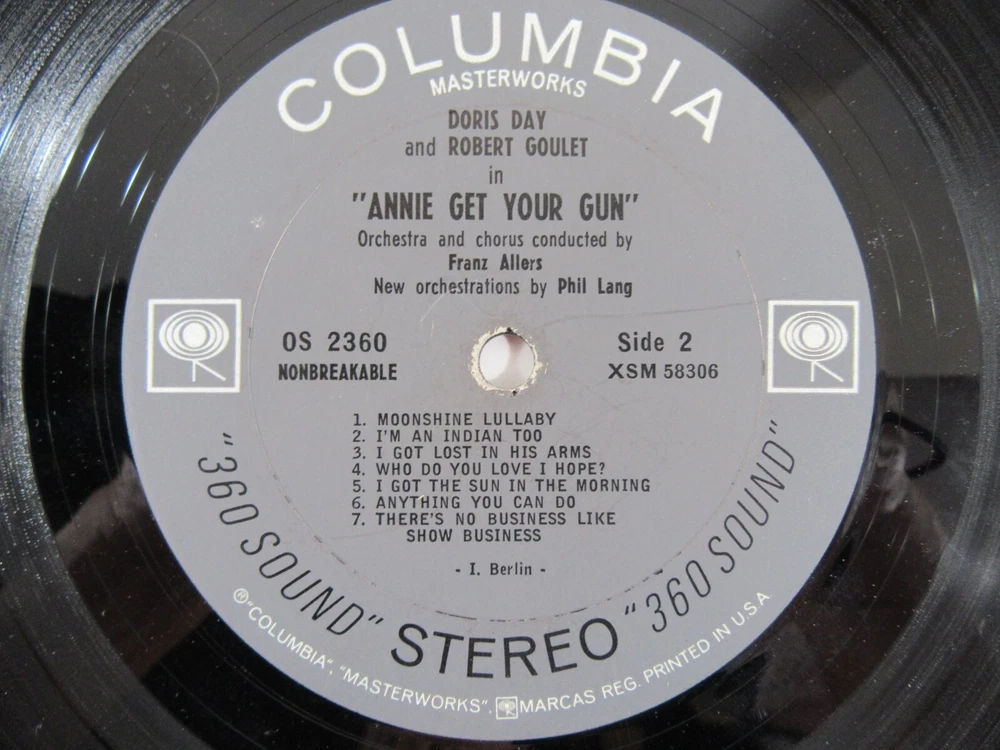 COLUMBIA
MASTERWORKS
DORIS DAY
and ROBERT GOULET
in
"ANNIE GET YOUR GUN"
Orchestra and chorus conducted by
Franz Allers
New orchestrations by Phil Lang
OS 2360
NONBREAKABLE
Side 2
XSM 58306
1. MOONSHINE LULLABY
2. I'M AN INDIAN TOO
3. I GOT LOST IN HIS ARMS
4. WHO DO YOU LOVE I HOPE?
5. I GOT THE SUN IN THE MORNING
6. ANYTHING YOU CAN DO
7. THERE'S NO BUSINESS LIKE
SHOW BUSINESS
- I. Berlin -
"360 SOUND" STEREO "360 SOUND"
®"COLUMBIA", "MASTERWORKS", MARCAS REG. PRINTED IN U.S.A